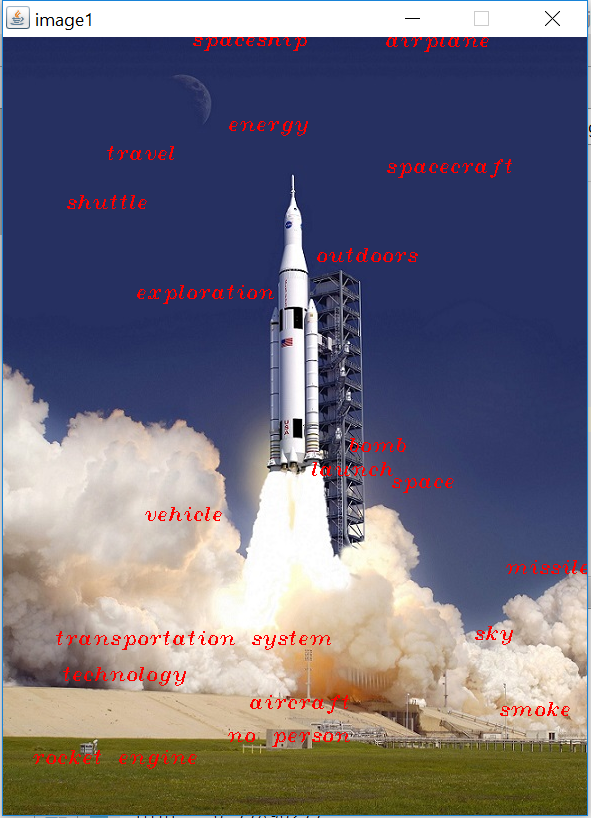 image1
spaceship airplane
energy
travel
spacecraft
shuttle
outdoors
exploration
USA
bomb
launch
space
vehicle
missile
transportation system
sky
technology
aircraft
smoke
no person
rocket engine